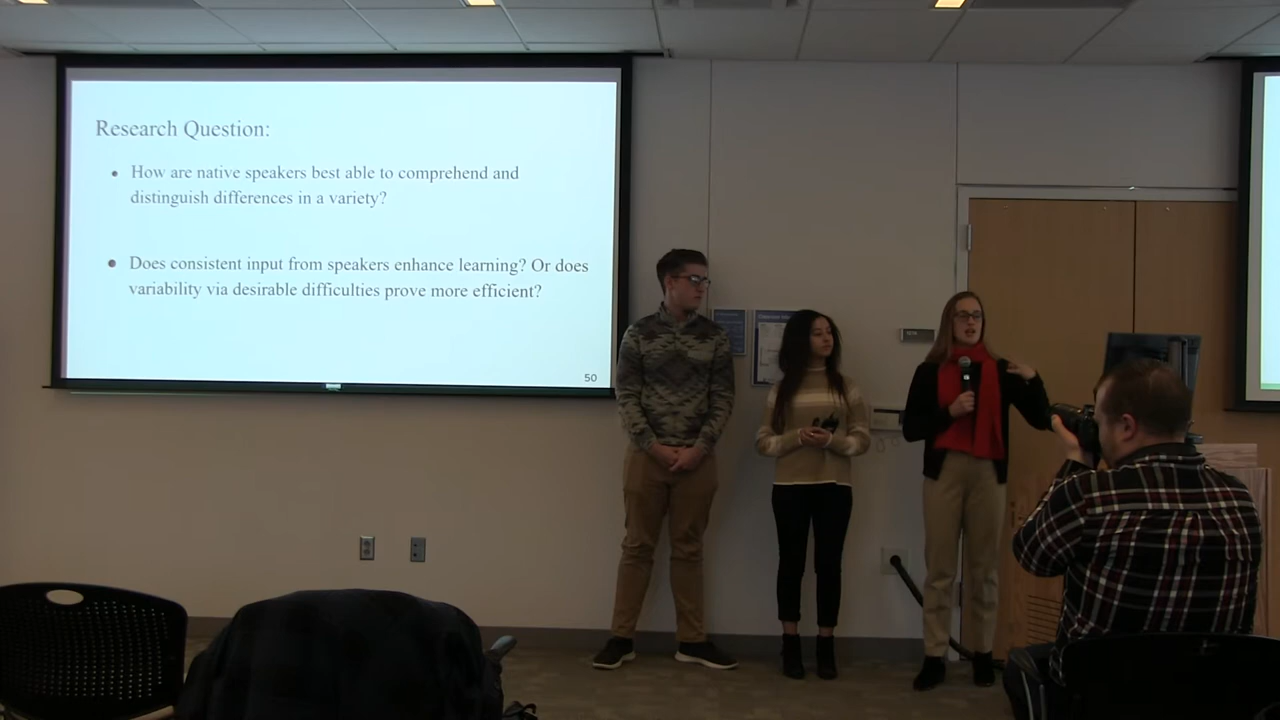 Research Question:
• How are native speakers best able to comprehend and
distinguish differences in a variety?
• Does consistent input from speakers enhance learning? Or does
variability via desirable difficulties prove more efficient?
50